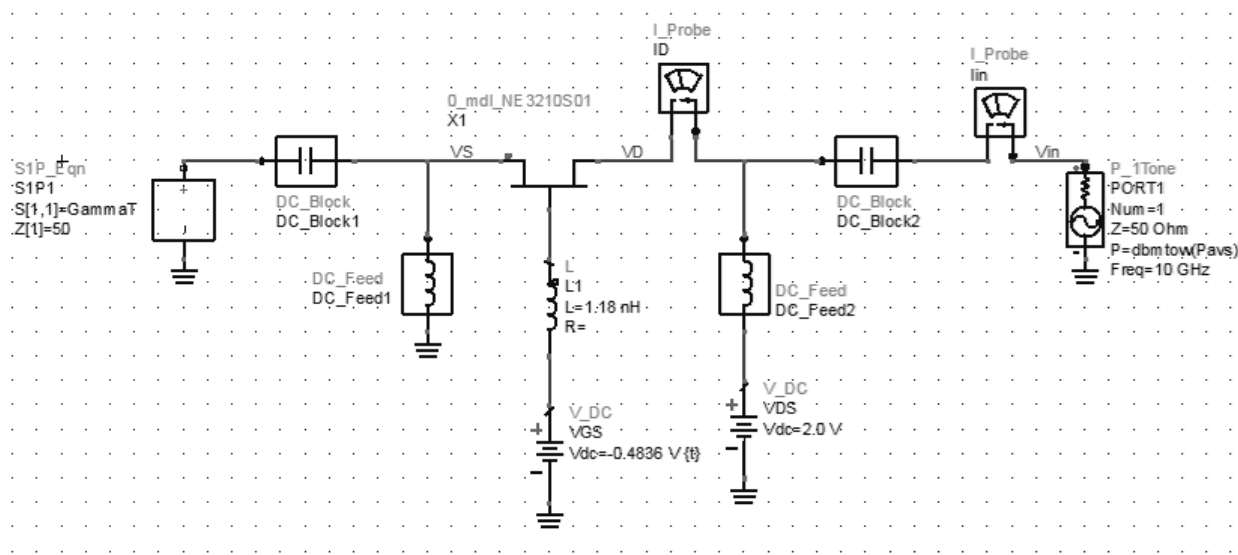 I_Probe
ID
I_Probe
Iin
0_mdl_NE3210S01
X1
VS
VD
Vin
S1P_Eqn
S1P1
S[1,1]=GammaT
Z[1]=50
DC_Block
DC_Block1
DC_Block
DC_Block2
P_1Tone
PORT1
Num=1
Z=50 Ohm
P=dbmtow(Pavs)
Freq=10 GHz
DC_Feed
DC_Feed1
L
L1
L=1.18 nH
R=
DC_Feed
DC_Feed2
V_DC
VGS
Vdc=-0.4836 V {t}
V_DC
VDS
Vdc=2.0 V